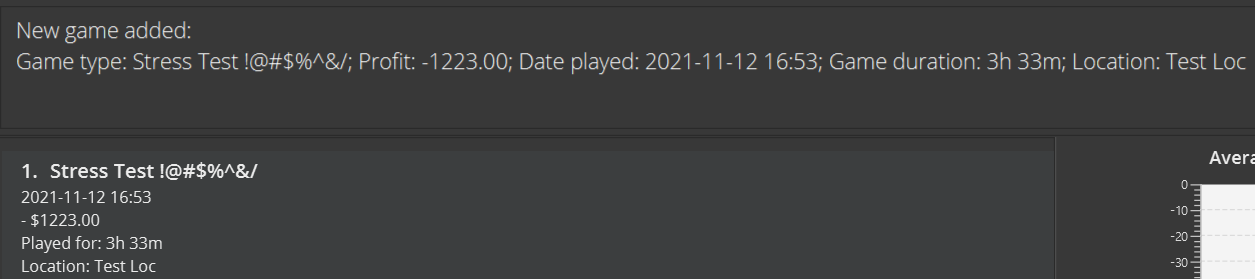 New game added:
Game type: Stress Test !@#$%^&/; Profit: -1223.00; Date played: 2021-11-12 16:53; Game duration: 3h 33m; Location: Test Loc
1. Stress Test !@#$%^&/
2021-11-12 16:53
- $1223.00
Played for: 3h 33m
Location: Test Loc
Avera
0
-10
-20
-30